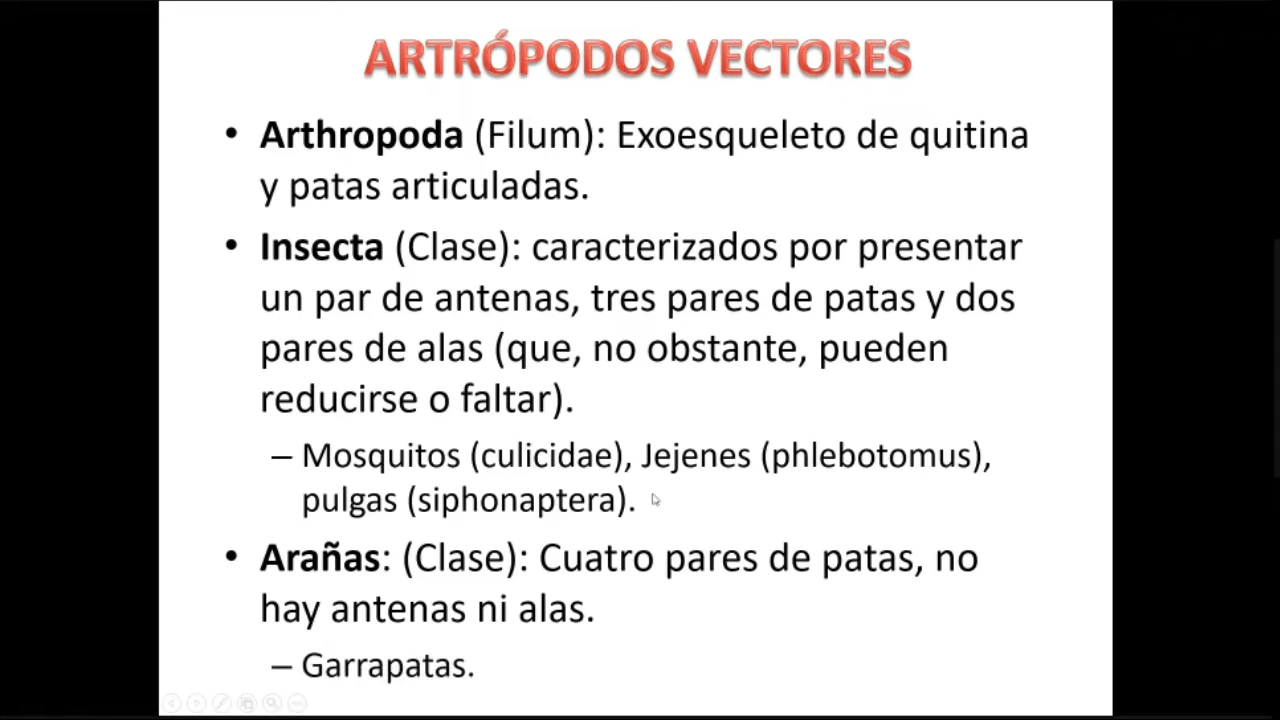 ARTRÓPODOS VECTORES
• Arthropoda (Filum): Exoesqueleto de quitina
y patas articuladas.
• Insecta (Clase): caracterizados por presentar
un par de antenas, tres pares de patas y dos
pares de alas (que, no obstante, pueden
reducirse o faltar).
– Mosquitos (culicidae), Jejenes (phlebotomus),
pulgas (siphonaptera).
• Arañas: (Clase): Cuatro pares de patas, no
hay antenas ni alas.
– Garrapatas.